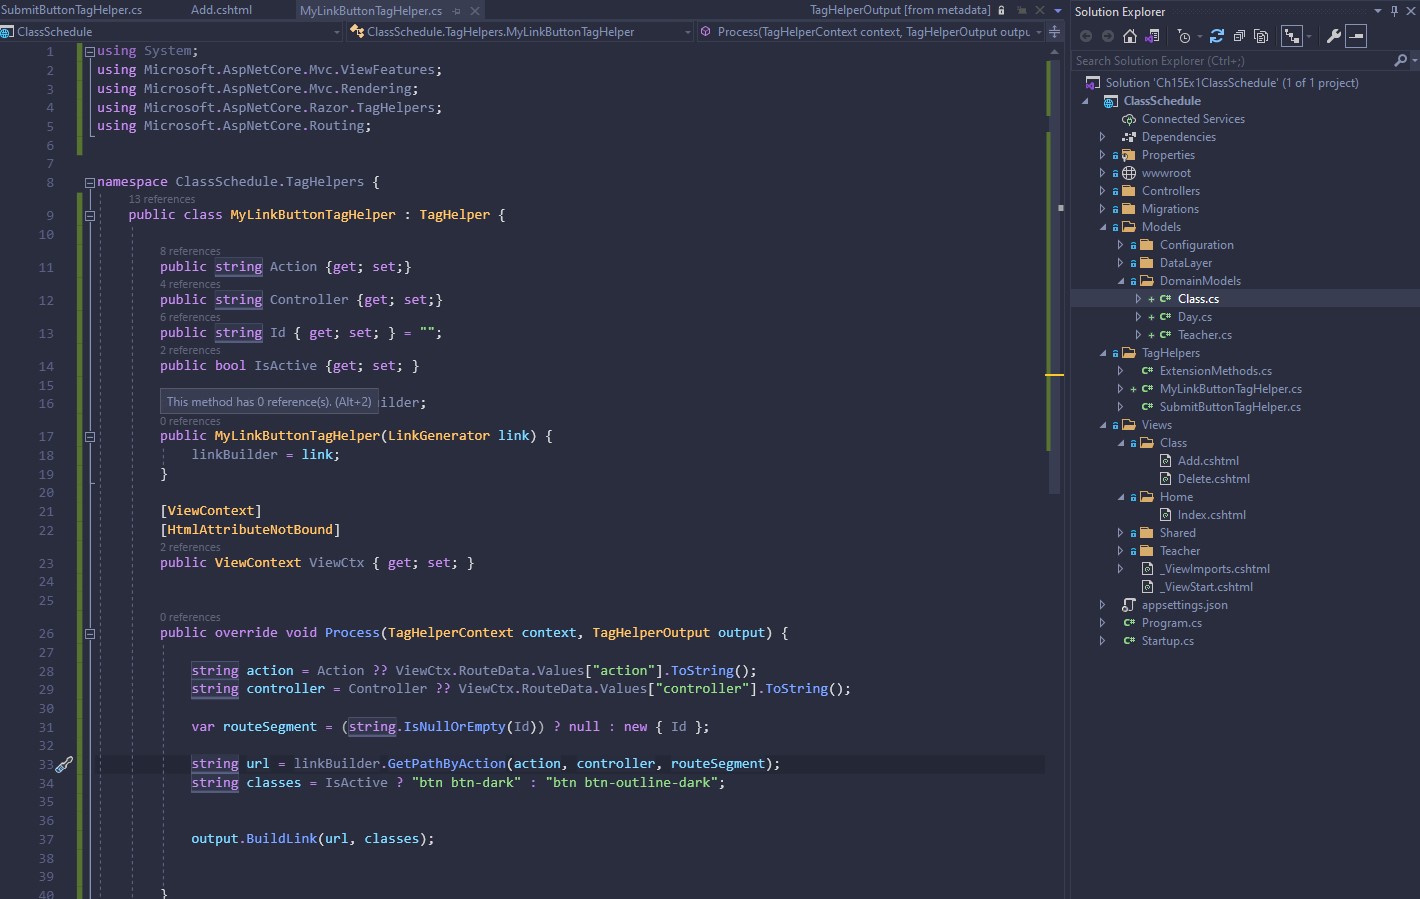 SubmitButtonTagHelper.cs Add.cshtml MyLinkButtonTagHelper.cs TagHelperOutput [from metadata]
ClassSchedule ClassSchedule.TagHelpers.MyLinkButtonTagHelper Process(TagHelperContext context, TagHelperOutput outpu
1 using System;
2 using Microsoft.AspNetCore.Mvc.ViewFeatures;
3 using Microsoft.AspNetCore.Mvc.Rendering;
4 using Microsoft.AspNetCore.Razor.TagHelpers;
5 using Microsoft.AspNetCore.Routing;
6
7
8 namespace ClassSchedule.TagHelpers {
13 references
9 public class MyLinkButtonTagHelper : TagHelper {
10
8 references
11 public string Action {get; set;}
4 references
12 public string Controller {get; set;}
6 references
13 public string Id { get; set; } = "";
2 references
14 public bool IsActive {get; set; }
15
16 This method has 0 reference(s). (Alt+2) ilder;
0 references
17 public MyLinkButtonTagHelper(LinkGenerator link) {
18 linkBuilder = link;
19 }
20
21 [ViewContext]
22 [HtmlAttributeNotBound]
2 references
23 public ViewContext ViewCtx { get; set; }
24
25
0 references
26 public override void Process(TagHelperContext context, TagHelperOutput output) {
27
28 string action = Action ?? ViewCtx.RouteData.Values["action"].ToString();
29 string controller = Controller ?? ViewCtx.RouteData.Values["controller"].ToString();
30
31 var routeSegment = (string.IsNullOrEmpty(Id)) ? null : new { Id };
32
33 string url = linkBuilder.GetPathByAction(action, controller, routeSegment);
34 string classes = IsActive ? "btn btn-dark" : "btn btn-outline-dark";
35
36
37 output.BuildLink(url, classes);
38
39
40 }
Solution Explorer
Search Solution Explorer (Ctrl+;)
Solution 'Ch15Ex1ClassSchedule' (1 of 1 project)
ClassSchedule
Connected Services
Dependencies
Properties
wwwroot
Controllers
Migrations
Models
Configuration
DataLayer
DomainModels
+ C# Class.cs
+ C# Day.cs
+ C# Teacher.cs
TagHelpers
C# ExtensionMethods.cs
+ C# MyLinkButtonTagHelper.cs
C# SubmitButtonTagHelper.cs
Views
Class
Add.cshtml
Delete.cshtml
Home
Index.cshtml
Shared
Teacher
_ViewImports.cshtml
_ViewStart.cshtml
appsettings.json
C# Program.cs
C# Startup.cs